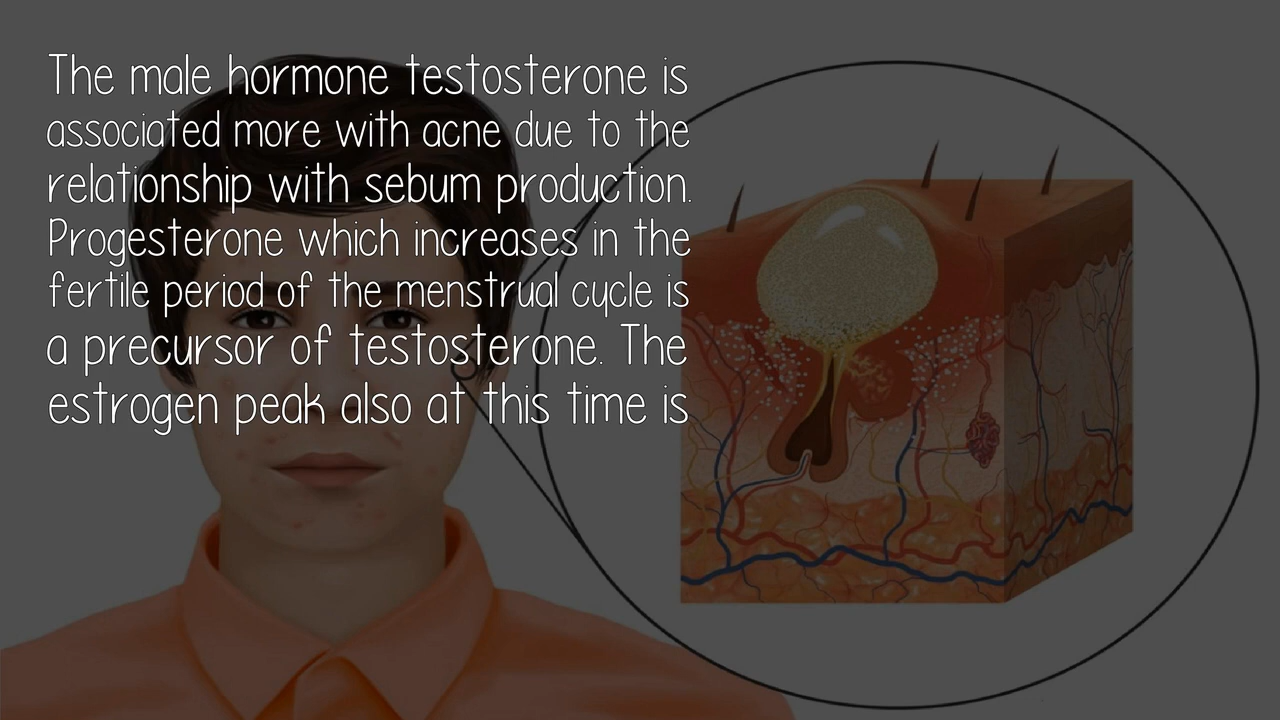 The male hormone testosterone is
associated more with acne due to the
relationship with sebum production.
Progesterone which increases in the
fertile period of the menstrual cycle is
a precursor of testosterone. The
estrogen peak also at this time is